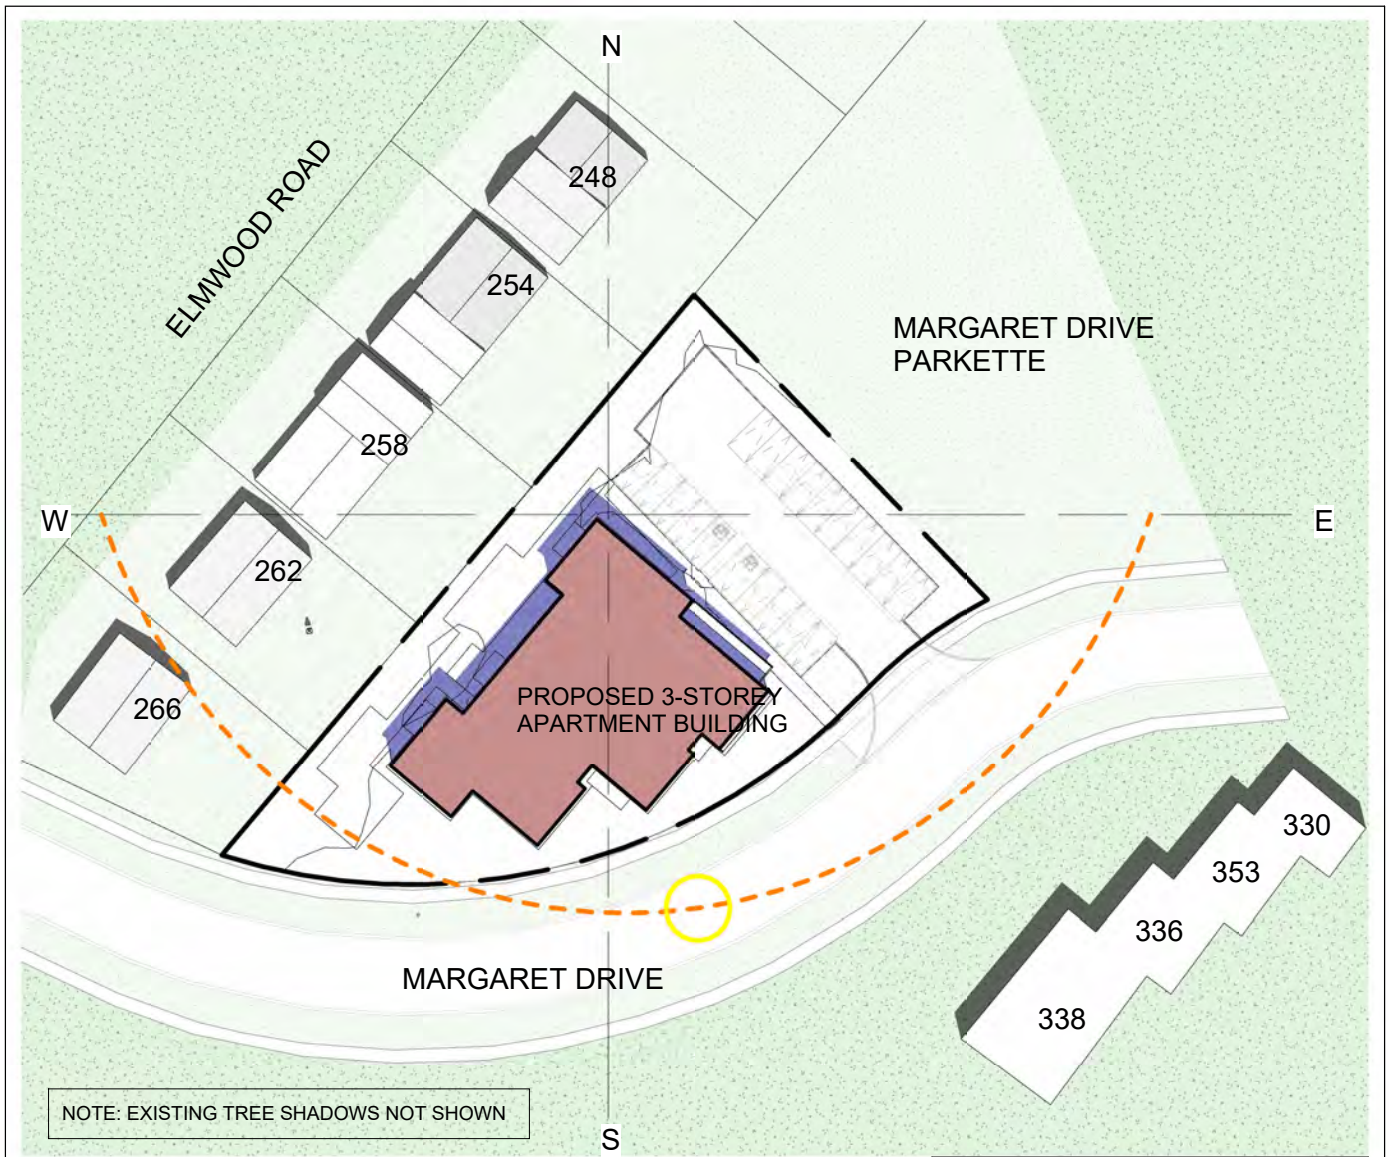 N
248
ELMWOOD ROAD
254
MARGARET DRIVE
PARKETTE
258
W
E
262
266
PROPOSED 3-STOREY
APARTMENT BUILDING
330
353
336
MARGARET DRIVE
338
NOTE: EXISTING TREE SHADOWS NOT SHOWN
S